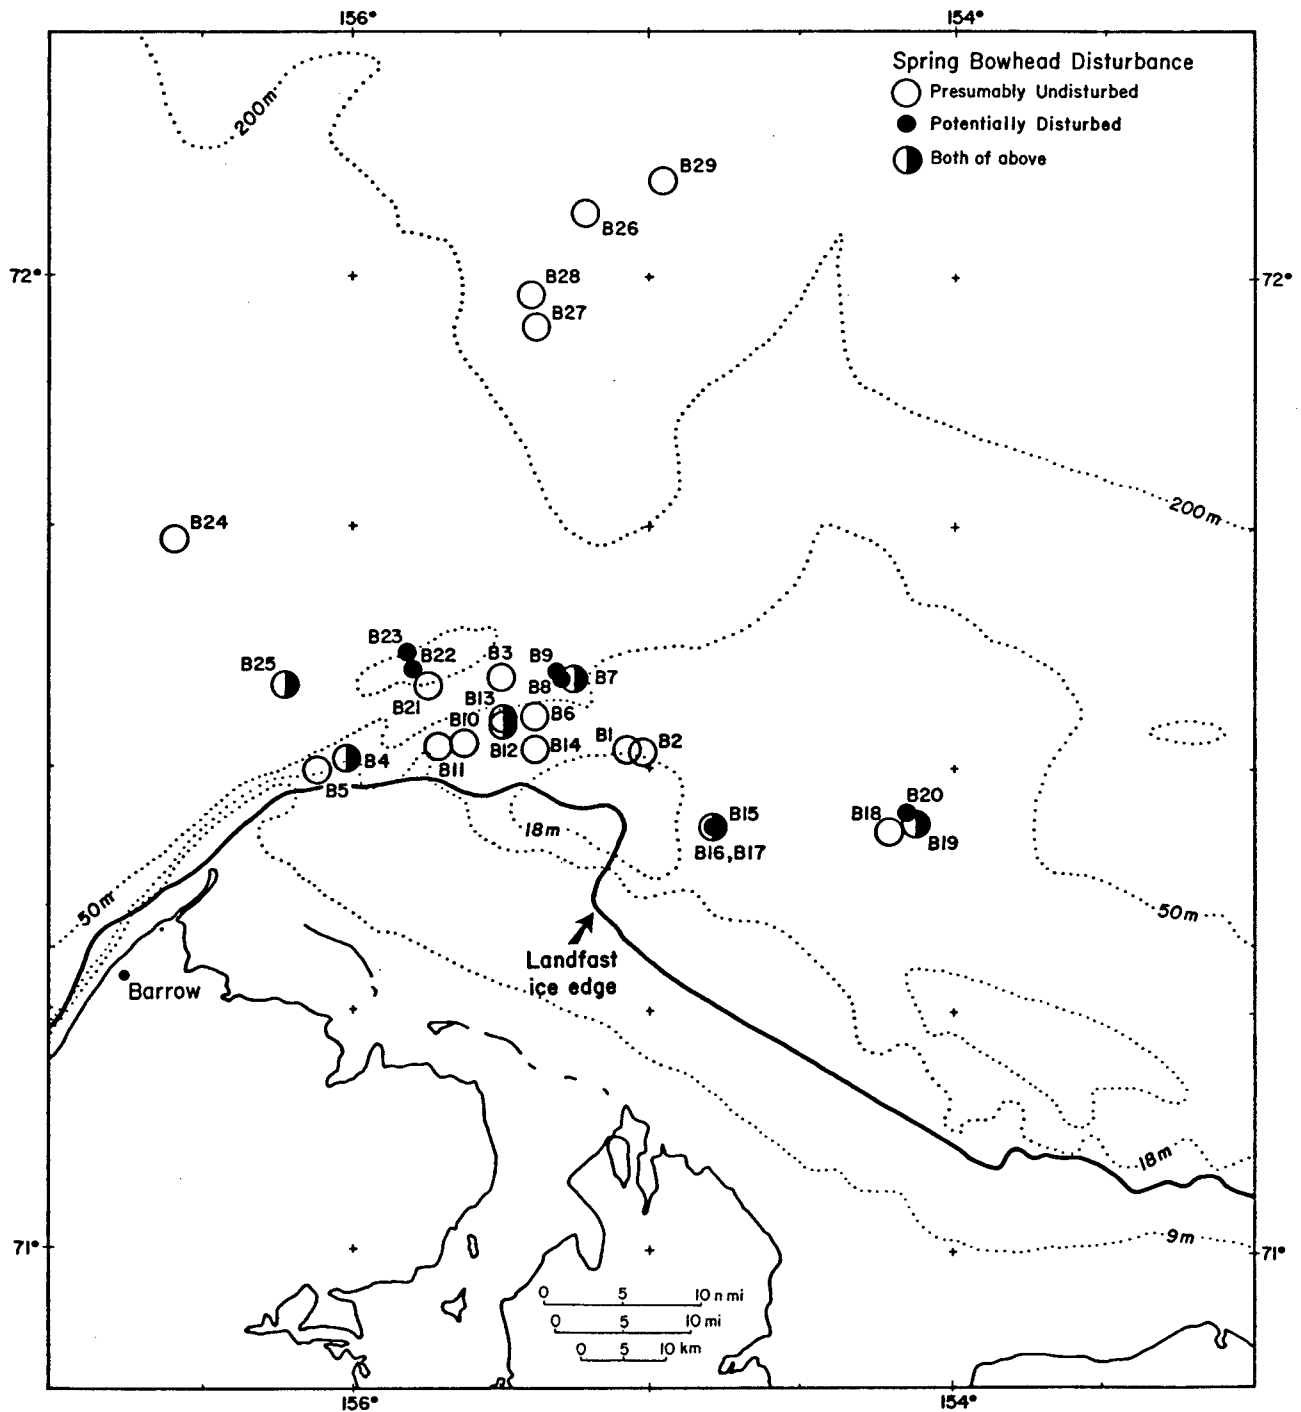 156° 154°
Spring Bowhead Disturbance
Presumably Undisturbed
Potentially Disturbed
Both of above
200m
B29
B26
72° 72°
B28
B27
200m
B24
B23
B22
B3
B9
B25
B8
B7
B21
B13
B10
B6
B12
B14
B1
B2
B4
B11
B5
B20
B15
B18
18m
B16,B17
B19
50m
50m
Landfast
ice edge
Barrow
18m
9m
71° 71°
0 5 10 n mi
0 5 10 mi
0 5 10 km
156° 154°